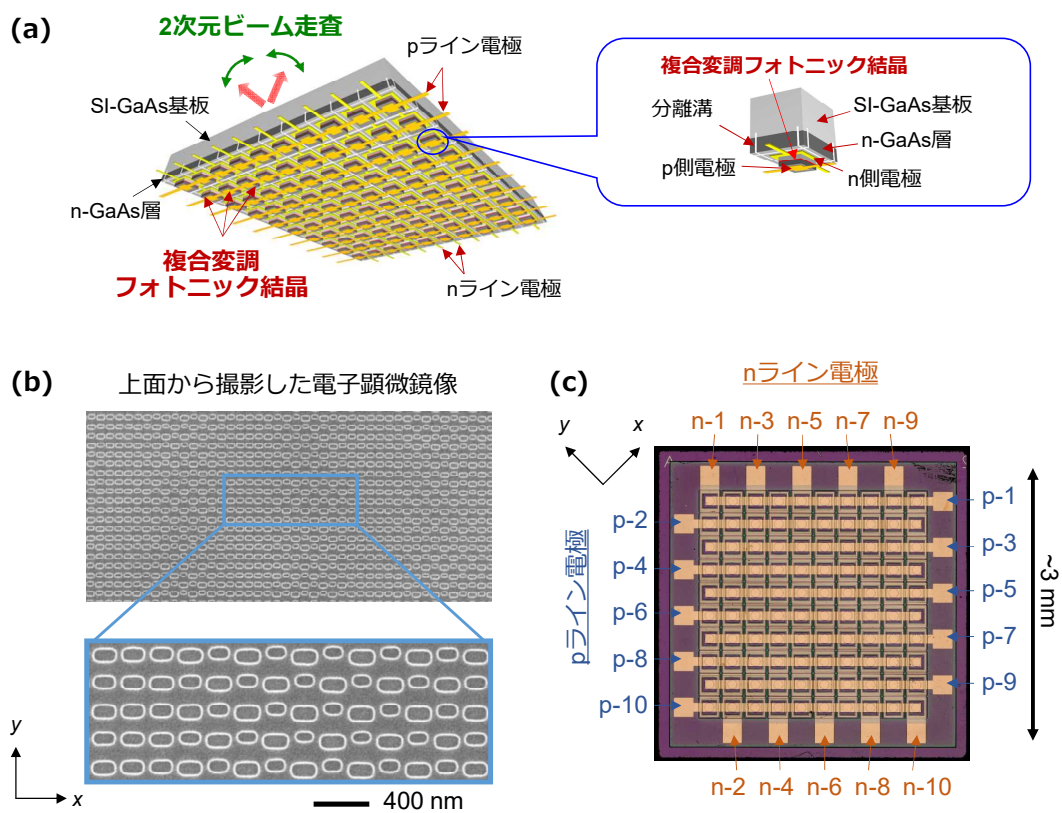 (a)
2次元ビーム走査
pライン電極
SI-GaAs基板
n-GaAs層
複合変調
フォトニック結晶
nライン電極
複合変調フォトニック結晶
分離溝
SI-GaAs基板
n-GaAs層
p側電極
n側電極
(b)
上面から撮影した電子顕微鏡像
y
x
400 nm
(c)
nライン電極
y
x
n-1
n-3
n-5
n-7
n-9
A
pライン電極
p-2
p-4
p-6
p-8
p-10
p-1
p-3
p-5
p-7
p-9
~3 mm
n-2
n-4
n-6
n-8
n-10